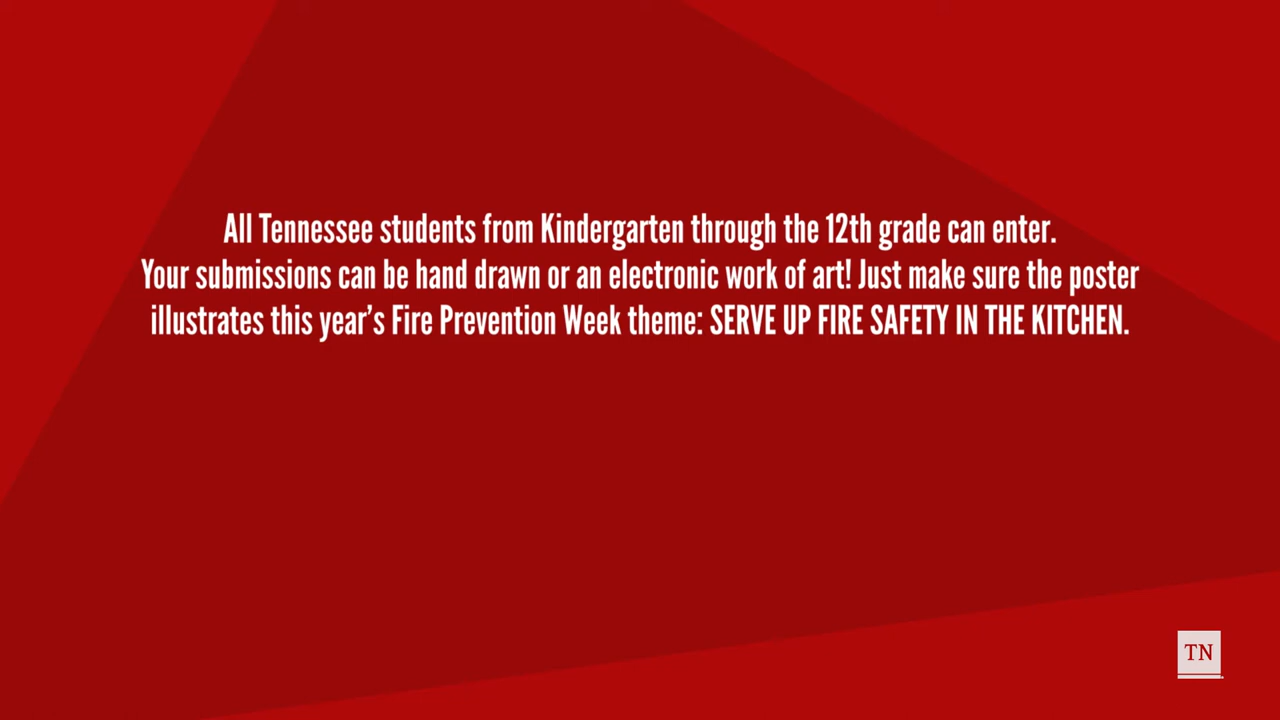 All Tennessee students from Kindergarten through the 12th grade can enter.
Your submissions can be hand drawn or an electronic work of art! Just make sure the poster
illustrates this year’s Fire Prevention Week theme: SERVE UP FIRE SAFETY IN THE KITCHEN.
TN